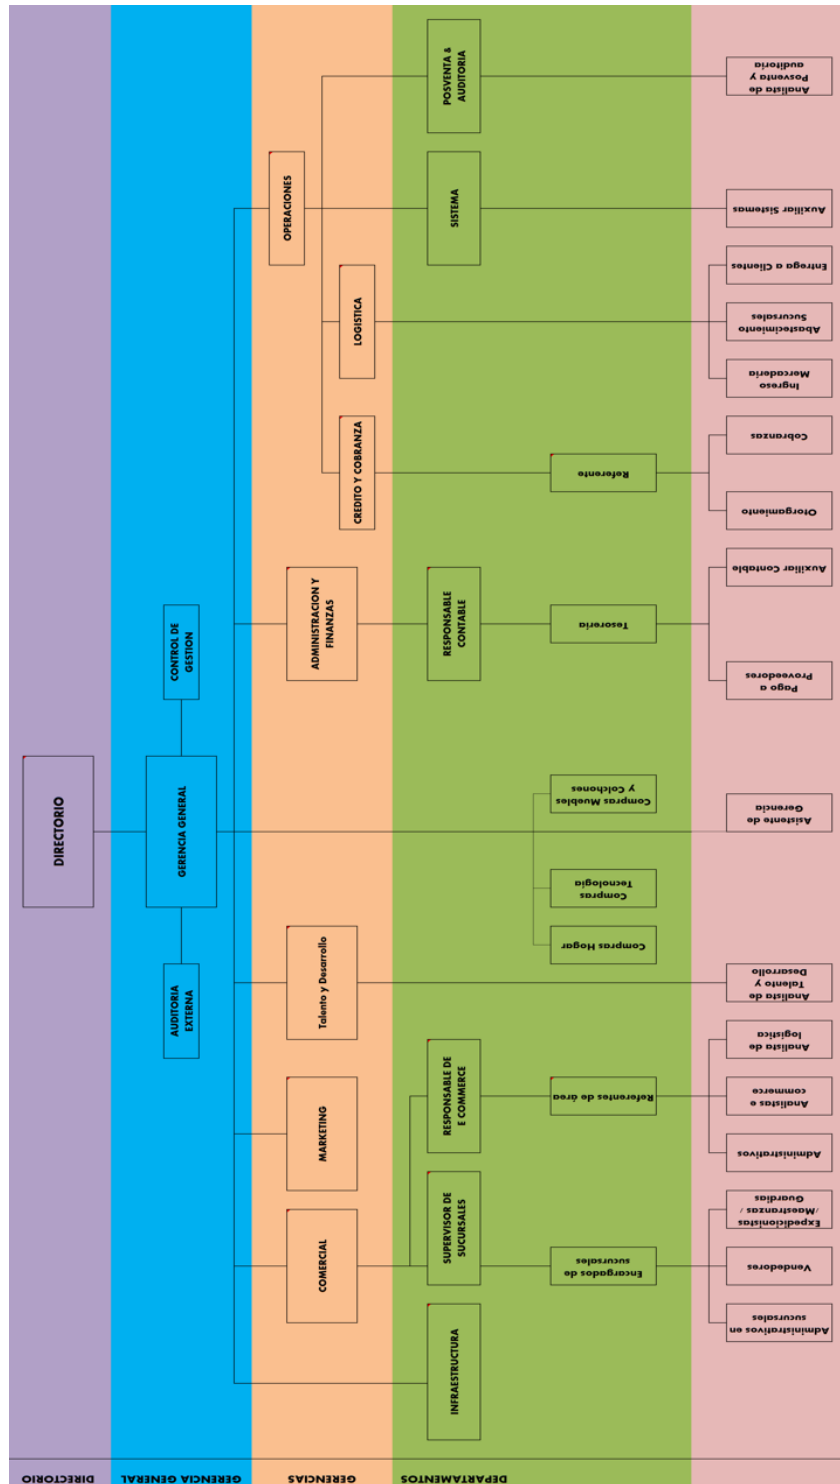 DIRECTORIO
GERENCIA GENERAL
GERENCIAS
DEPARTAMENTOS
DIRECTORIO
AUDITORIA
EXTERNA
GERENCIA GENERAL
CONTROL DE
GESTION
COMERCIAL
MARKETING
Talento y Desarrollo
ADMINISTRACION Y
FINANZAS
OPERACIONES
CREDITO Y COBRANZA
LOGISTICA
INFRAESTRUCTURA
SUPERVISOR DE
SUCURSALES
RESPONSABLE DE
E COMMERCE
RESPONSABLE
CONTABLE
SISTEMA
POSVENTA &
AUDITORIA
Encargados de
sucursales
Referentes de área
Compras Hogar
Compras
Tecnologia
Compras Muebles
y Colchones
Tesoreria
Referente
Administrativos en
sucursales
Vendedores
Expedicionistas
/Maestranzas /
Guardias
Administrativos
Analistas e
commerce
Analista de
logistica
Analista de
Talento y
Desarrollo
Asistente de
Gerencia
Pago a
Proveedores
Auxiliar Contable
Otorgamiento
Cobranzas
Ingreso
Mercaderia
Abastecimiento
Sucursales
Entrega a Clientes
Auxiliar Sistemas
Analista de
Posventa y
auditoria